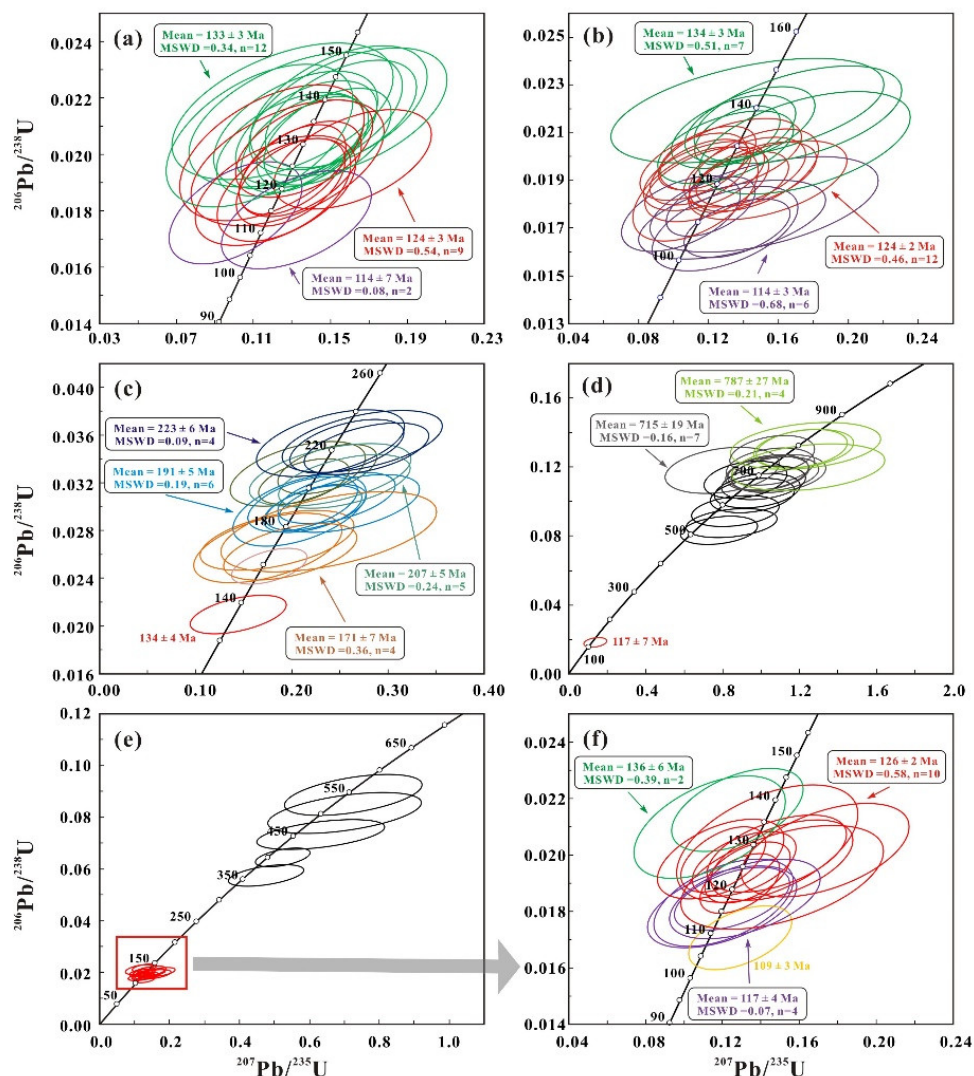 (a)
Mean = 133 ± 3 Ma
MSWD =0.34, n=12
150
140
130
120
110
100
90
Mean = 124 ± 3 Ma
MSWD =0.54, n=9
Mean =114 ± 7 Ma
MSWD =0.08, n=2
0.024
0.022
0.020
0.018
0.016
0.014
0.03
0.07
0.11
0.15
0.19
0.23
²⁰⁶Pb/²³⁸U
(b)
Mean = 134 ± 3 Ma
MSWD =0.51, n=7
160
140
120
100
Mean = 124 ± 2 Ma
MSWD =0.46, n=12
Mean =114 ± 3 Ma
MSWD =0.68, n=6
0.025
0.023
0.021
0.019
0.017
0.015
0.013
0.04
0.08
0.12
0.16
0.20
0.24
(c)
260
Mean = 223 ± 6 Ma
MSWD =0.09, n=4
220
Mean = 191 ± 5 Ma
MSWD =0.19, n=6
180
Mean =207 ± 5 Ma
MSWD =0.24, n=5
140
134 ± 4 Ma
Mean =171 ± 7 Ma
MSWD =0.36, n=4
0.040
0.036
0.032
0.028
0.024
0.020
0.016
0.00
0.10
0.20
0.30
0.40
²⁰⁶Pb/²³⁸U
(d)
Mean = 787 ± 27 Ma
MSWD =0.21, n=4
900
Mean = 715 ± 19 Ma
MSWD =0.16, n=7
700
500
300
100
117 ± 7 Ma
0.20
0.16
0.12
0.08
0.04
0.00
0.0
0.4
0.8
1.2
1.6
2.0
(e)
650
550
450
350
250
150
50
0.12
0.10
0.08
0.06
0.04
0.02
0.00
0.0
0.2
0.4
0.6
0.8
1.0
²⁰⁶Pb/²³⁸U
²⁰⁷Pb/²³⁵U
(f)
Mean = 136 ± 6 Ma
MSWD =0.39, n=2
150
Mean = 126 ± 2 Ma
MSWD =0.58, n=10
140
130
120
110
100
90
109 ± 3 Ma
Mean =117 ± 4 Ma
MSWD =0.07, n=4
0.024
0.022
0.020
0.018
0.016
0.014
0.04
0.08
0.12
0.16
0.20
0.24
²⁰⁷Pb/²³⁵U